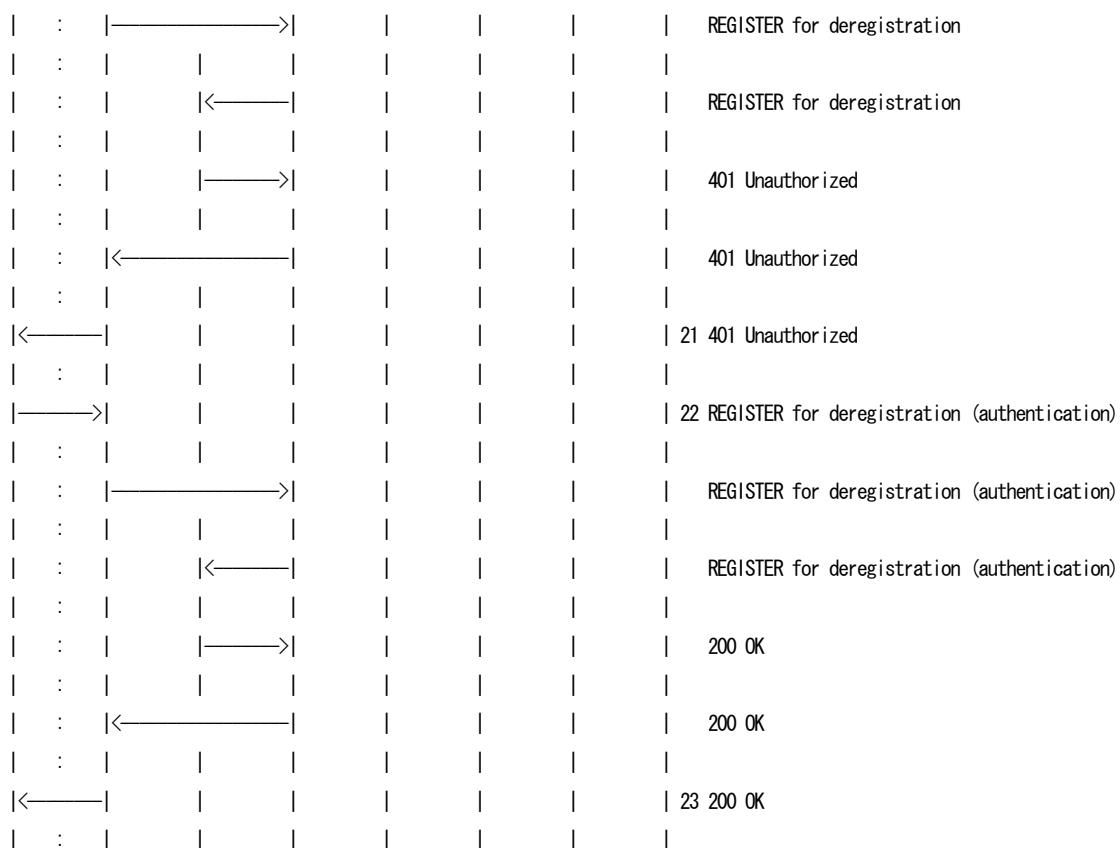 REGISTER for deregistration
REGISTER for deregistration
401 Unauthorized
401 Unauthorized
21 401 Unauthorized
22 REGISTER for deregistration (authentication)
REGISTER for deregistration (authentication)
REGISTER for deregistration (authentication)
200 OK
200 OK
23 200 OK